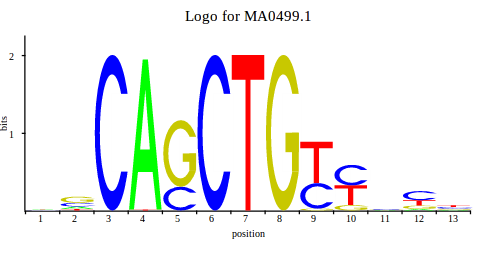 Logo for MA0499.1
2
1
bits
C A G C C T G T C C T G C T
1 2 3 4 5 6 7 8 9 10 11 12 13
position